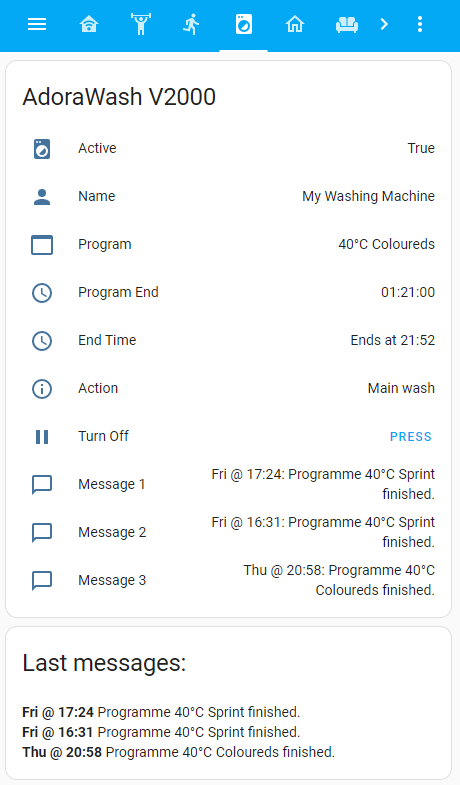 AdoraWash V2000
Active True
Name My Washing Machine
Program 40°C Coloureds
Program End 01:21:00
End Time Ends at 21:52
Action Main wash
Turn Off PRESS
Message 1 Fri @ 17:24: Programme 40°C Sprint
finished.
Message 2 Fri @ 16:31: Programme 40°C Sprint
finished.
Message 3 Thu @ 20:58: Programme 40°C
Coloureds finished.
Last messages:
Fri @ 17:24 Programme 40°C Sprint finished.
Fri @ 16:31 Programme 40°C Sprint finished.
Thu @ 20:58 Programme 40°C Coloureds finished.